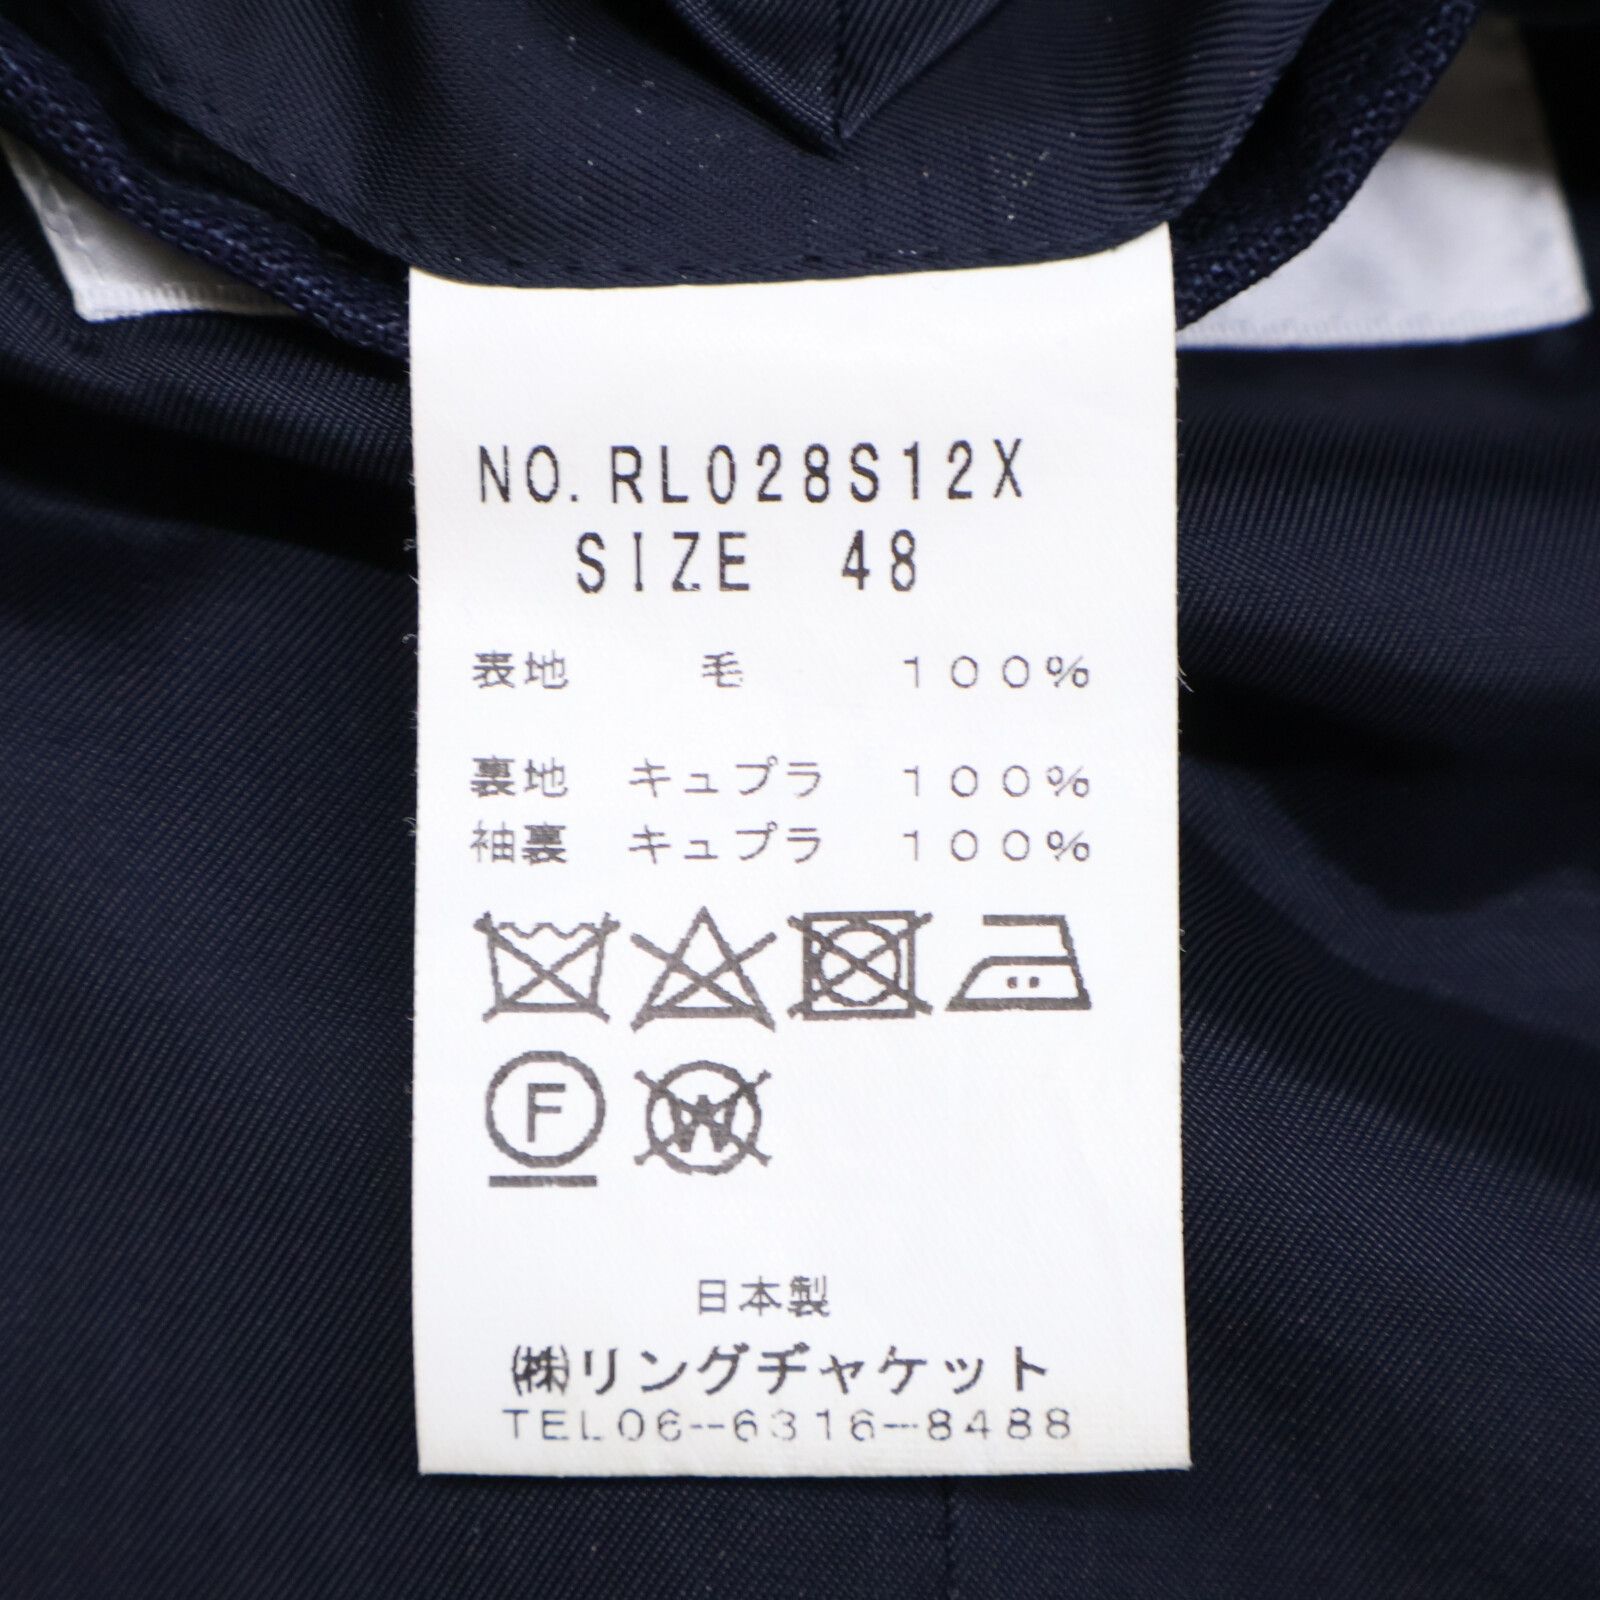 NO.RL028S12X
SIZE 48
表地 毛 100%
裏地 キュプラ 100%
袖裏 キュプラ 100%
F W
日本製
㈱リングヂャケット
TEL06-6316-8488